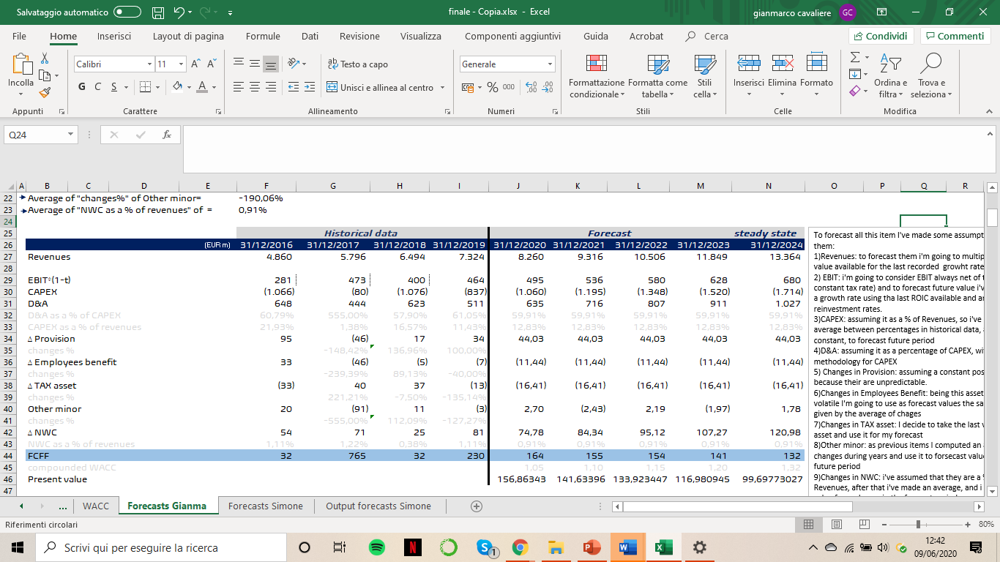 Salvataggio automatico
finale - Copia.xlsx - Excel
gianmarco cavaliere
GC
File Home Inserisci Layout di pagina Formule Dati Revisione Visualizza Componenti aggiuntivi Guida Acrobat Cerca Condividi Commenti
Incolla
Calibri 11
G C S
Testo a capo
Unisci e allinea al centro
Generale
% 000
Formattazione condizionale
Formatta come tabella
Stili cella
Inserisci Elimina Formato
Ordina e filtra
Trova e seleziona
Appunti Carattere Allineamento Numeri Stili Celle Modifica
Q24
fx
A B C D E F G H I J K L M N O P Q R
22 Average of "changes%" of Other minor= -190,06%
23 Average of "NWC as a % of revenues" of = 0,91%
24
25 Historical data Forecast steady state
26 (EUR m) 31/12/2016 31/12/2017 31/12/2018 31/12/2019 31/12/2020 31/12/2021 31/12/2022 31/12/2023 31/12/2024
27 Revenues 4.860 5.796 6.494 7.324 8.260 9.316 10.506 11.849 13.364
28
29 EBIT*(1-t) 281 473 400 464 495 536 580 628 680
30 CAPEX (1.066) (80) (1.076) (837) (1.060) (1.195) (1.348) (1.520) (1.714)
31 D&A 648 444 623 511 635 716 807 911 1.027
32 D&A as a % of CAPEX 60,79% 555,00% 57,90% 61,05% 59,91% 59,91% 59,91% 59,91% 59,91%
33 CAPEX as a % of revenues 21,93% 1,38% 16,57% 11,43% 12,83% 12,83% 12,83% 12,83% 12,83%
34 Δ Provision 95 (46) 17 34 44,03 44,03 44,03 44,03 44,03
35 changes % -148,42% 136,96% 100,00%
36 Δ Employees benefit 33 (46) (5) (7) (11,44) (11,44) (11,44) (11,44) (11,44)
37 changes % -239,39% 89,13% -40,00%
38 Δ TAX asset (33) 40 37 (13) (16,41) (16,41) (16,41) (16,41) (16,41)
39 changes % 221,21% -7,50% -135,14%
40 Other minor 20 (91) 11 (3) 2,70 (2,43) 2,19 (1,97) 1,78
41 changes % -555,00% 112,09% -127,27%
42 Δ NWC 54 71 25 81 74,78 84,34 95,12 107,27 120,98
43 NWC as a % of revenues 1,11% 1,22% 0,38% 1,11% 0,91% 0,91% 0,91% 0,91% 0,91%
44 FCFF 32 765 32 230 164 155 154 141 132
45 compounded WACC 1,05 1,10 1,15 1,20 1,32
46 Present value 156,86343 141,63396 133,923447 116,980945 99,69773027
47
To forecast all this item I've made some assumpt
them:
1)Revenues: to forecast them i'm going to multip
value available for the last recorded growht rate
2) EBIT: i'm going to consider EBIT always net of t
constant tax rate) and to forecast future value i'v
a growth rate using tha last ROIC available and an
reinvestment rates.
3)CAPEX: assuming it as a % of Revenues, so i've
average between percentages in historical data,
constant, to forecast future period
4)D&A: assuming it as a percentage of CAPEX, wi
methodology for CAPEX
5) Changes in Provision: assuming a constant pos
because their are unpredictable.
6)Changes in Employees Benefit: being this asset
volatile I'm going to use as forecast values the sa
given by the average of chages
7)Changes in TAX asset: I decide to take the last v
asset and use it for my forecast
8)Other minor: as previous items I computed an
changes during years and use it to forsecast valu
future period
9)Changes in NWC: i've assumed that they are a
Revenues, after that i've made an average, and i
... WACC Forecasts Gianma Forecasts Simone Output forecasts Simone
Riferimenti circolari
80%
Scrivi qui per eseguire la ricerca
12:42
09/06/2020